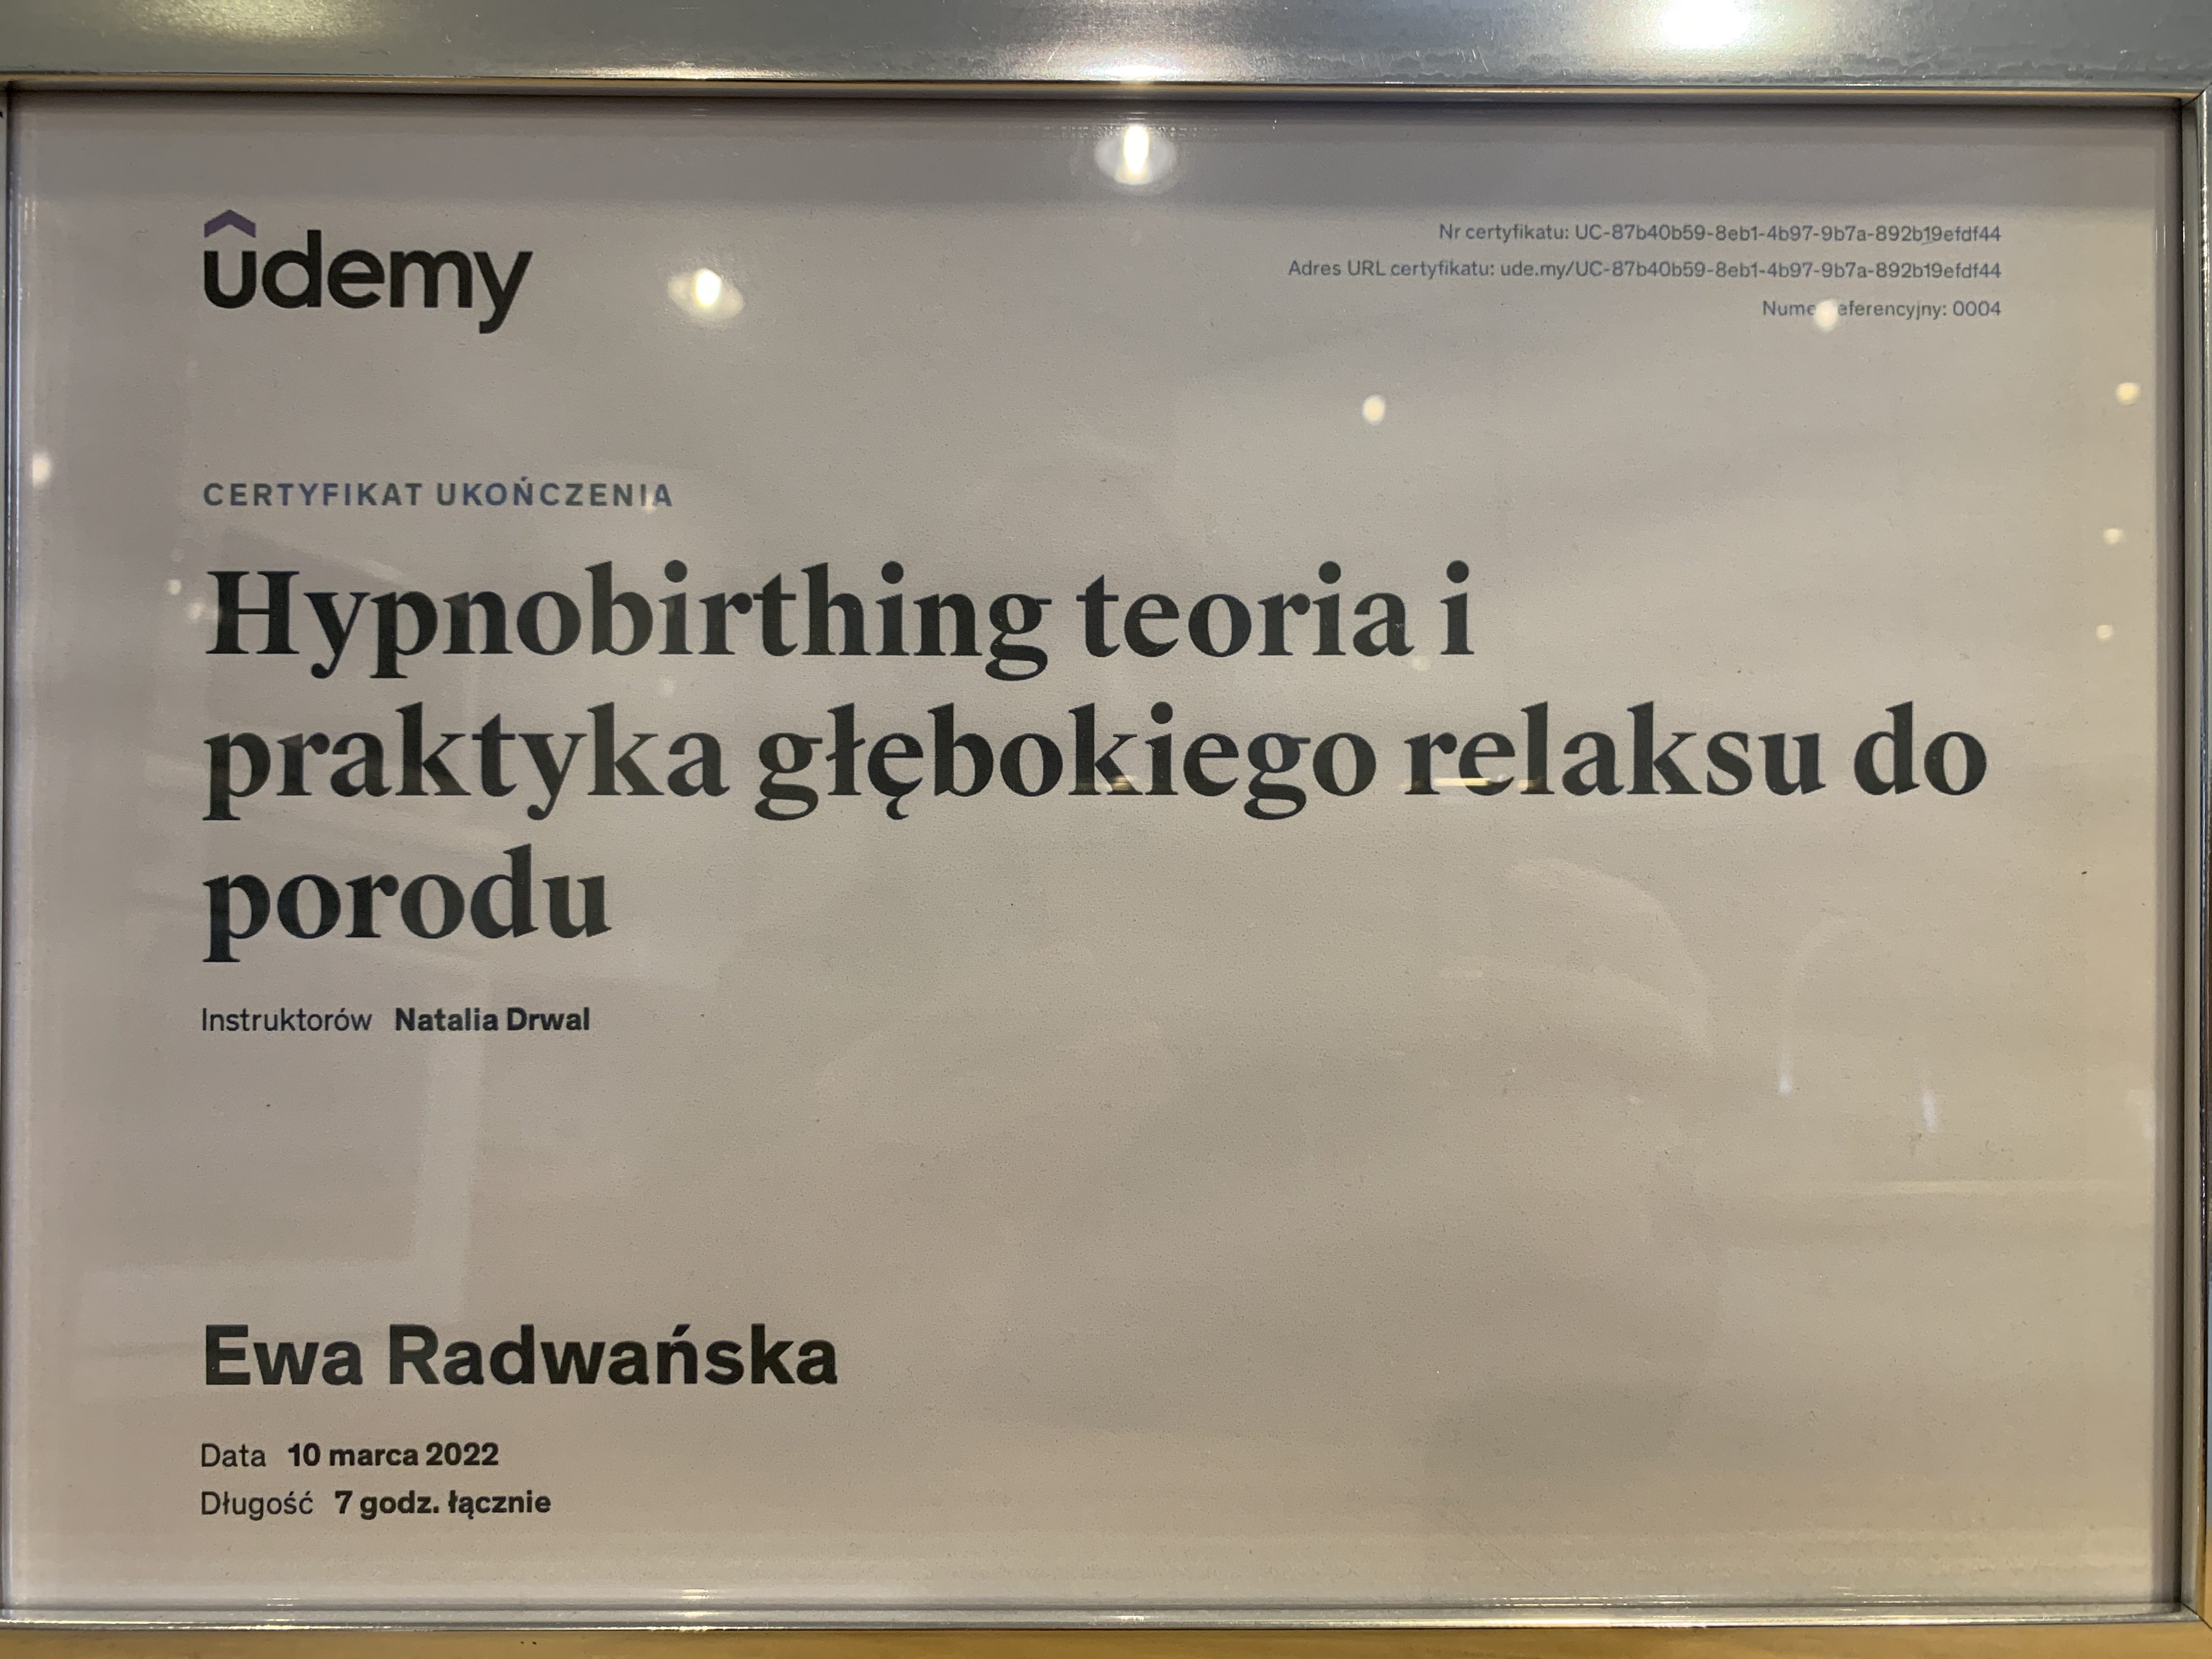 udemy
Nr certyfikatu: UC-87b40b59-8eb1-4b97-9b7a-892b19efdf44
Adres URL certyfikatu: ude.my/UC-87b40b59-8eb1-4b97-9b7a-892b19efdf44
0004
CERTYFIKAT UKOŃCZENIA
Hypnobirthing teoria i
praktyka głębokiego relaksu do
porodu
Instruktorów Natalia Drwal
Ewa Radwańska
Data 10 marca 2022
Długość 7 godz. łącznie